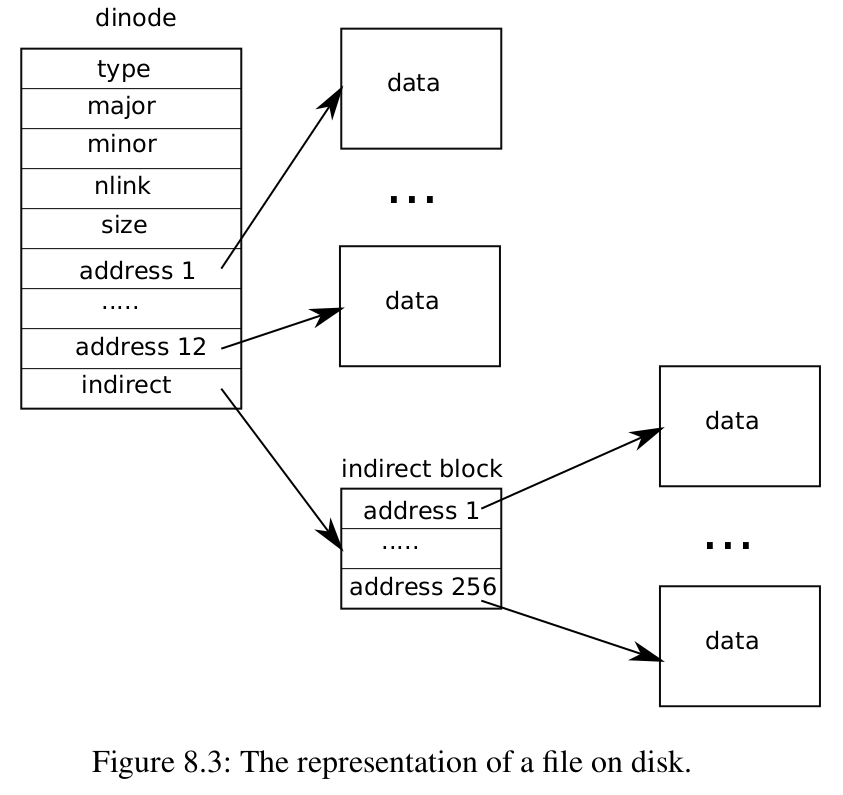 dinode
type
major
minor
nlink
size
address 1
.....
address 12
indirect
data
...
data
indirect block
address 1
.....
address 256
data
...
data
Figure 8.3: The representation of a file on disk.